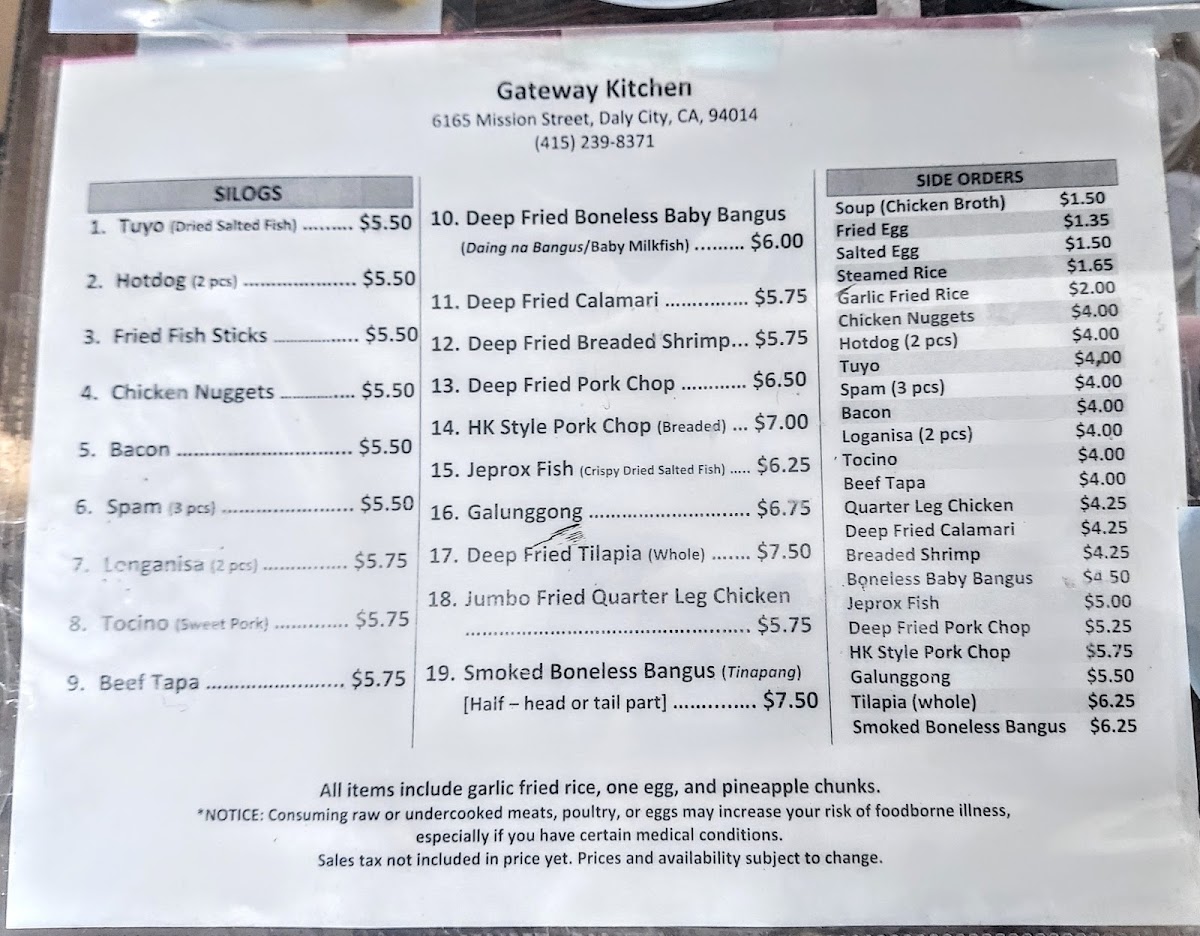 Gateway Kitchen
6165 Mission Street, Daly City, CA, 94014
(415) 239-8371
SILOGS
1. Tuyo (Dried Salted Fish) ......... $5.50
2. Hotdog (2 pcs) ..................... $5.50
3. Fried Fish Sticks ................ $5.50
4. Chicken Nuggets .............. $5.50
5. Bacon ................................. $5.50
6. Spam (3 pcs) ........................ $5.50
7. Longanisa (2 pcs) ............... $5.75
8. Tocino (Sweet Pork) ............. $5.75
9. Beef Tapa .......................... $5.75
10. Deep Fried Boneless Baby Bangus
(Daing na Bangus/Baby Milkfish) ......... $6.00
11. Deep Fried Calamari ............... $5.75
12. Deep Fried Breaded Shrimp... $5.75
13. Deep Fried Pork Chop ............ $6.50
14. HK Style Pork Chop (Breaded) ... $7.00
15. Jeprox Fish (Crispy Dried Salted Fish) ..... $6.25
16. Galunggong .............................. $6.75
17. Deep Fried Tilapia (Whole) ....... $7.50
18. Jumbo Fried Quarter Leg Chicken
..................................................... $5.75
19. Smoked Boneless Bangus (Tinapang)
[Half – head or tail part] .............. $7.50
SIDE ORDERS
Soup (Chicken Broth) $1.50
Fried Egg $1.35
Salted Egg $1.50
Steamed Rice $1.65
Garlic Fried Rice $2.00
Chicken Nuggets $4.00
Hotdog (2 pcs) $4.00
Tuyo $4,00
Spam (3 pcs) $4.00
Bacon $4.00
Loganisa (2 pcs) $4.00
Tocino $4.00
Beef Tapa $4.00
Quarter Leg Chicken $4.25
Deep Fried Calamari $4.25
Breaded Shrimp $4.25
Boneless Baby Bangus $4 50
Jeprox Fish $5.00
Deep Fried Pork Chop $5.25
HK Style Pork Chop $5.75
Galunggong $5.50
Tilapia (whole) $6.25
Smoked Boneless Bangus $6.25
All items include garlic fried rice, one egg, and pineapple chunks.
*NOTICE: Consuming raw or undercooked meats, poultry, or eggs may increase your risk of foodborne illness,
especially if you have certain medical conditions.
Sales tax not included in price yet. Prices and availability subject to change.